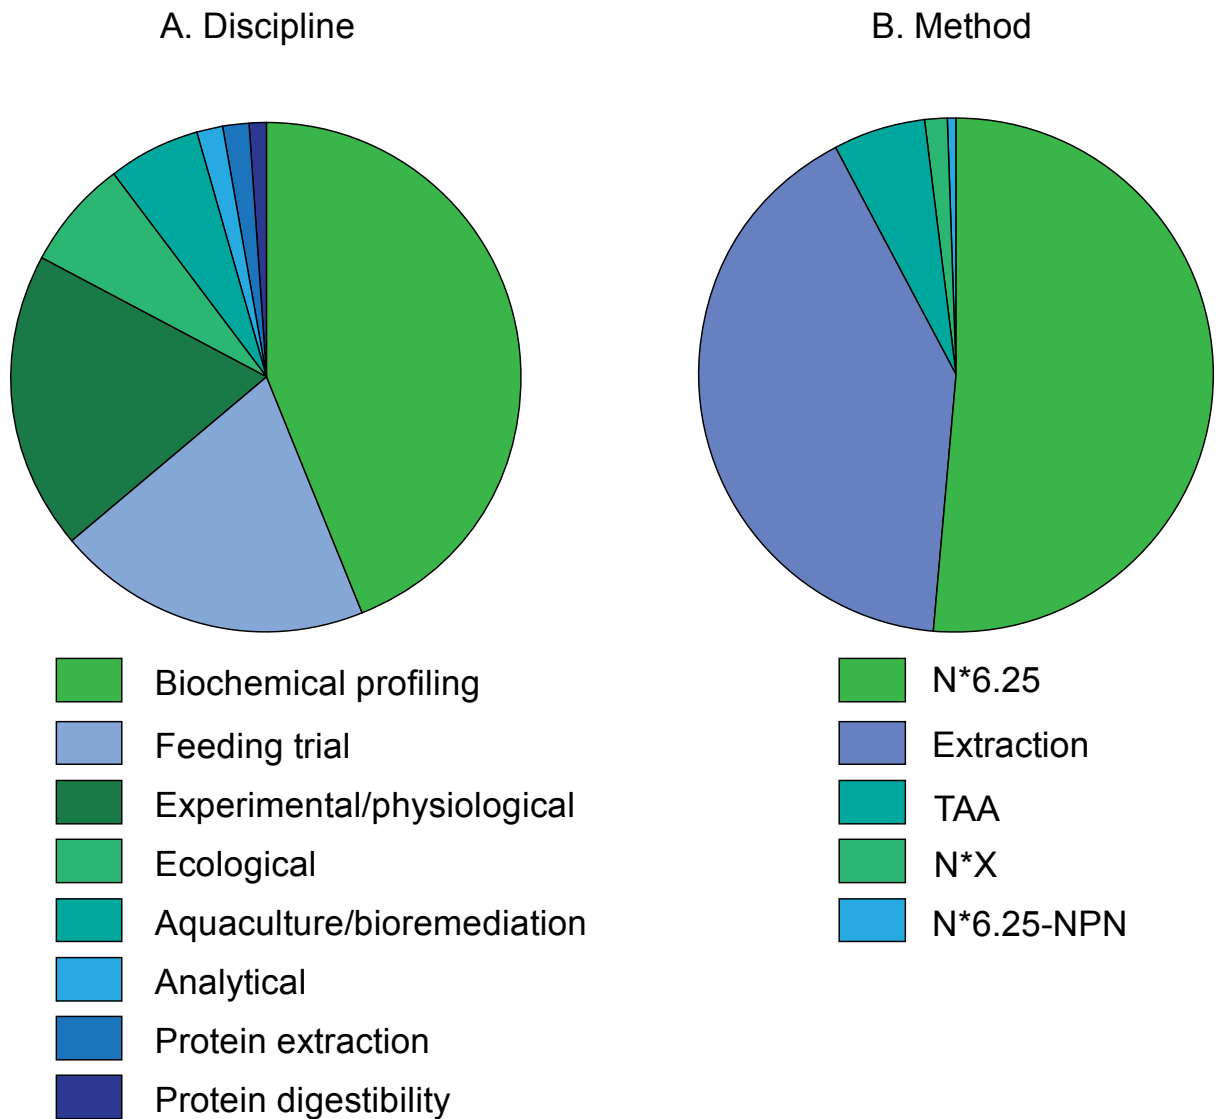 A. Discipline
B. Method
Biochemical profiling
Feeding trial
Experimental/physiological
Ecological
Aquaculture/bioremediation
Analytical
Protein extraction
Protein digestibility
N*6.25
Extraction
TAA
N*X
N*6.25-NPN